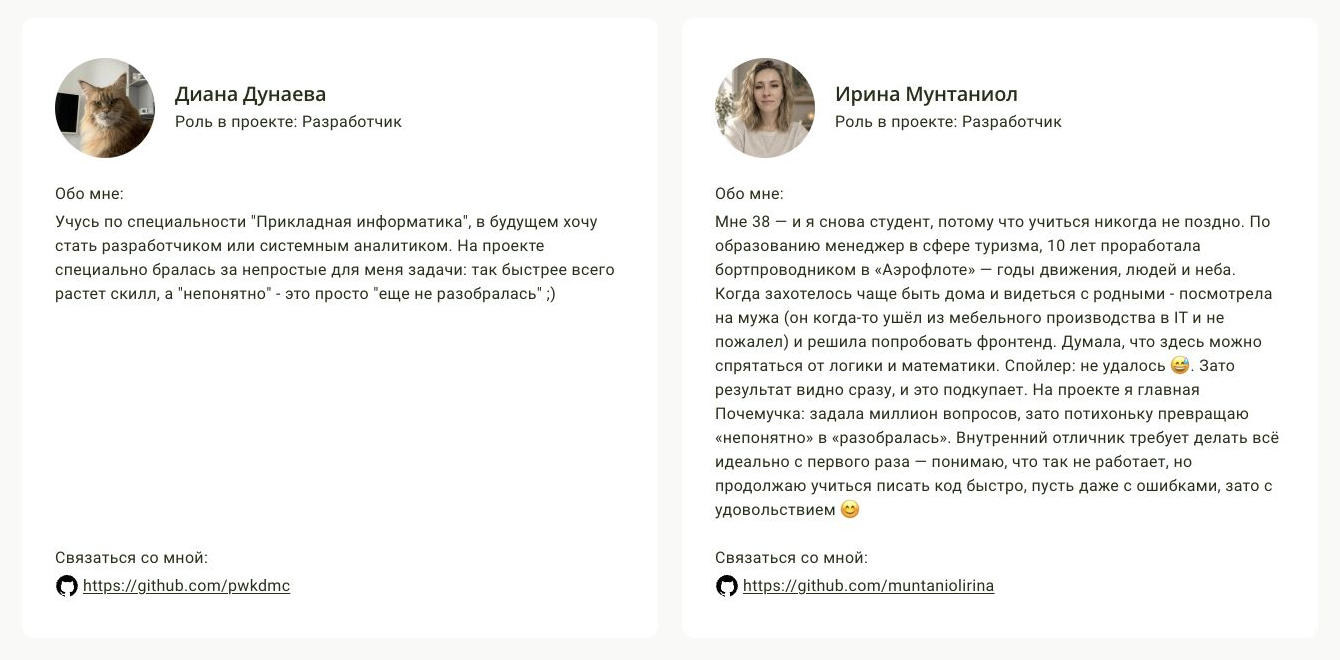 Диана Дунаева
Роль в проекте: Разработчик
Обо мне:
Учусь по специальности "Прикладная информатика", в будущем хочу
стать разработчиком или системным аналитиком. На проекте
специально бралась за непростые для меня задачи: так быстрее всего
растет скилл, а "непонятно" - это просто "еще не разобралась" ;)
Связаться со мной:
https://github.com/pwkdmc
Ирина Мунтаниол
Роль в проекте: Разработчик
Обо мне:
Мне 38 — и я снова студент, потому что учиться никогда не поздно. По
образованию менеджер в сфере туризма, 10 лет проработала
бортпроводником в «Аэрофлоте» — годы движения, людей и неба.
Когда захотелось чаще быть дома и видеться с родными - посмотрела
на мужа (он когда-то ушёл из мебельного производства в IT и не
пожалел) и решила попробовать фронтенд. Думала, что здесь можно
спрятаться от логики и математики. Спойлер: не удалось 😅. Зато
результат видно сразу, и это подкупает. На проекте я главная
Почемучка: задала миллион вопросов, зато потихоньку превращаю
«непонятно» в «разобралась». Внутренний отличник требует делать всё
идеально с первого раза — понимаю, что так не работает, но
продолжаю учиться писать код быстро, пусть даже с ошибками, зато с
удовольствием 😊
Связаться со мной:
https://github.com/muntaniolirina